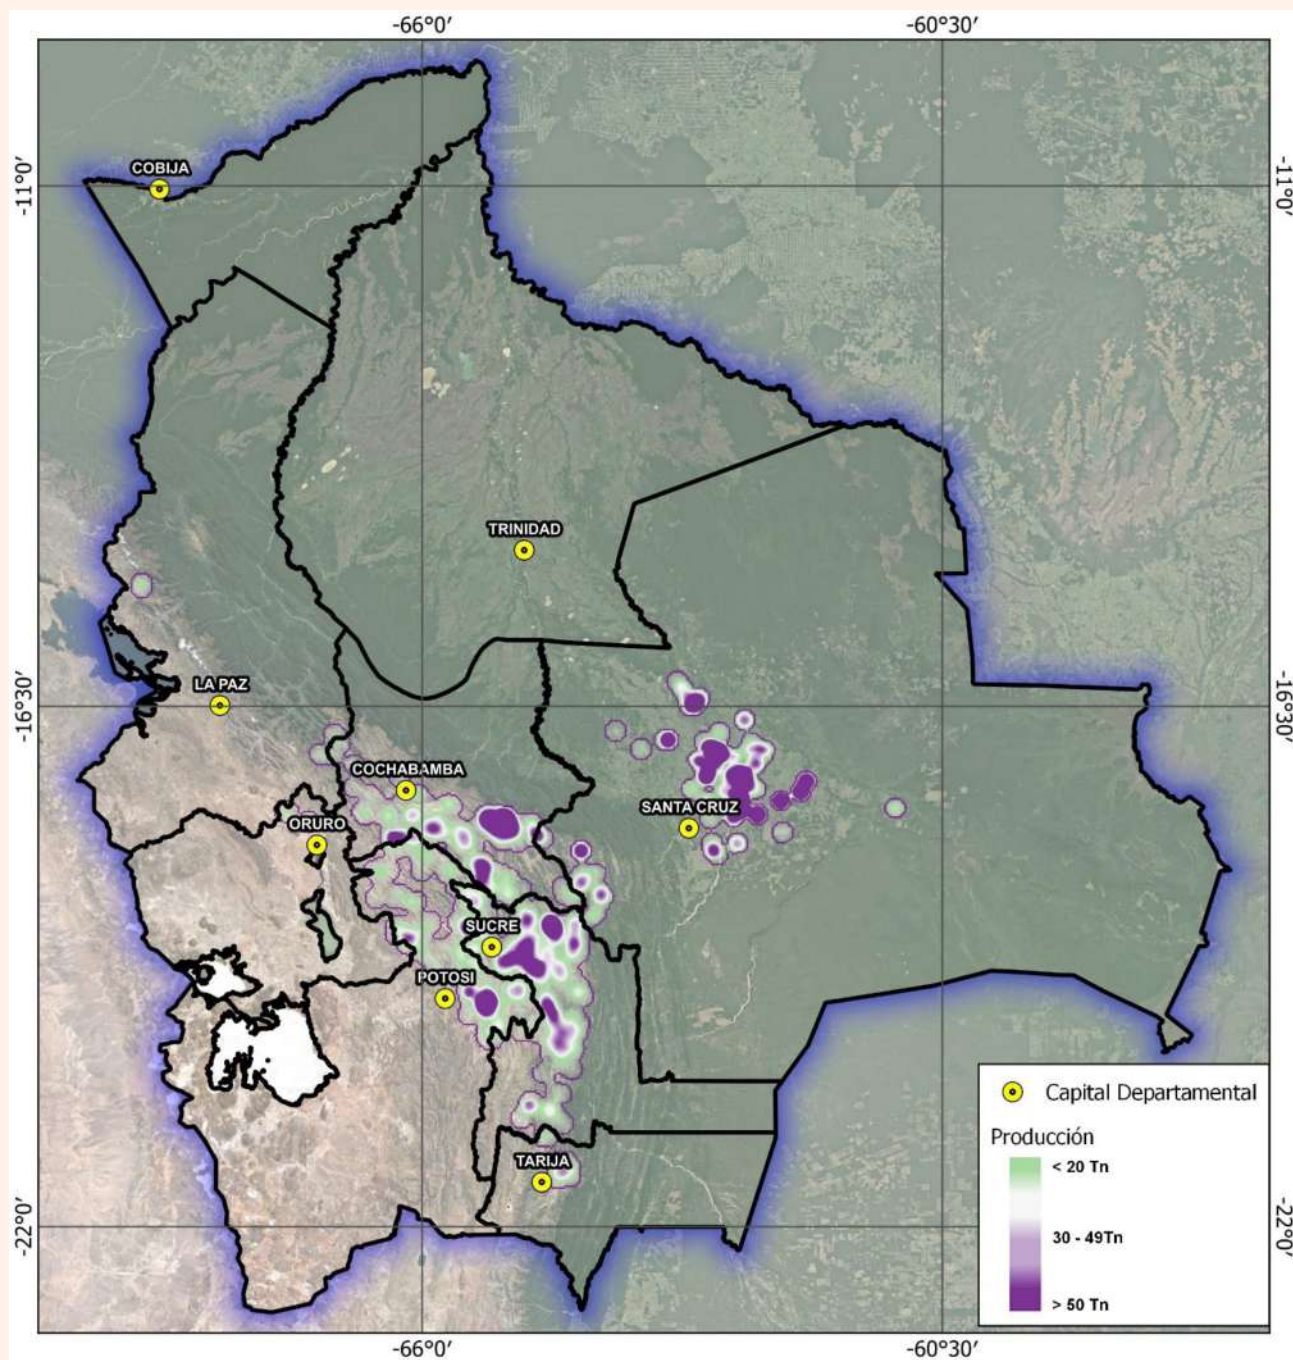 -66°0′
-60°30′
COBIJA
-11°0′
-11°0′
TRINIDAD
LA PAZ
-16°30′
-16°30′
COCHABAMBA
SANTA CRUZ
ORURO
SUCRE
POTOSI
TARIJA
-22°0′
-22°0′
Capital Departamental
Producción
< 20 Tn
30 - 49Tn
> 50 Tn
-66°0′
-60°30′